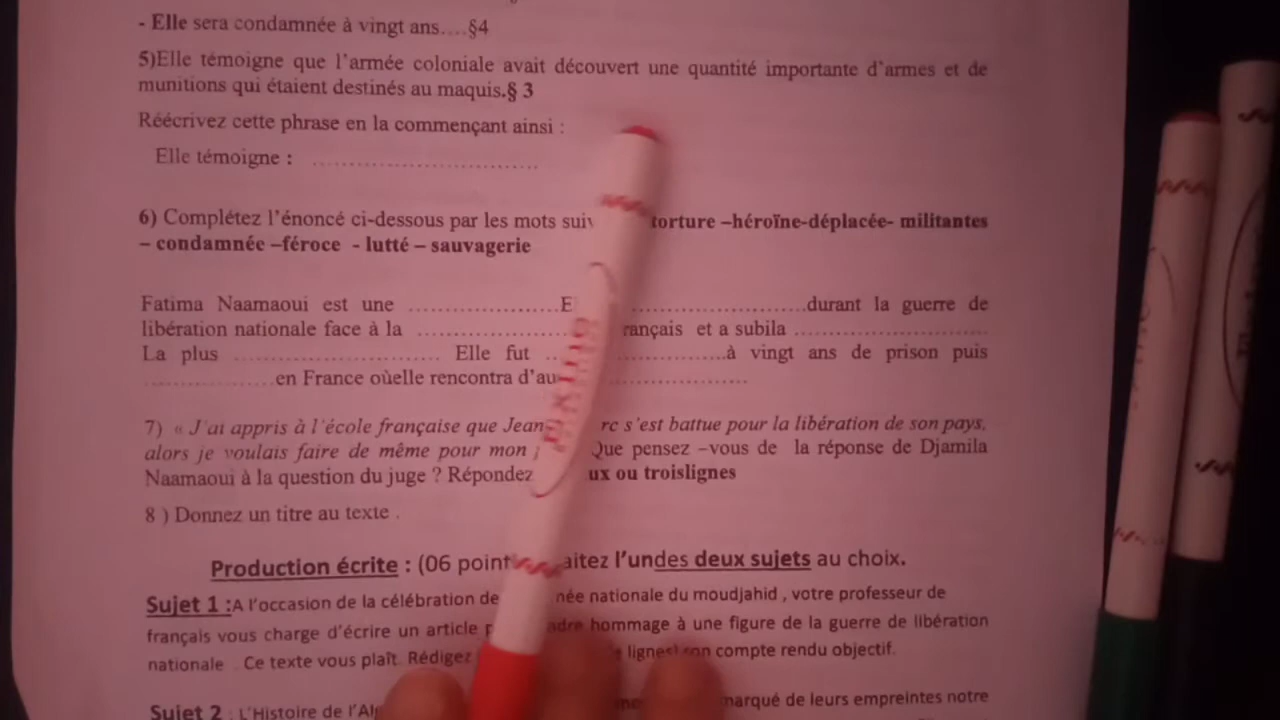 - Elle sera condamnée à vingt ans....§4
5)Elle témoigne que l'armée coloniale avait découvert une quantité importante d'armes et de
munitions qui étaient destinés au maquis.§ 3
Réécrivez cette phrase en la commençant ainsi :
Elle témoigne : ..................................
6) Complétez l'énoncé ci-dessous par les mots torture –héroïne-déplacée- militantes
– condamnée –féroce - lutté – sauvagerie
Fatima Naamaoui est une ......................E ..........................durant la guerre de
libération nationale face à la ...................... et a subila .............................
La plus .............................. Elle fut .. ................à vingt ans de prison puis
...................en France oùelle rencontra ....................
7) « J'ai appris à l'école française que Jean rc s'est battue pour la libération de son pays,
alors je voulais faire de même pour mon Que pensez –vous de la réponse de Djamila
Naamaoui à la question du juge ? Répondez ux ou troislignes
8 ) Donnez un titre au texte .
Production écrite : (06 point aitez l'undes deux sujets au choix.
Sujet 1 :A l'occasion de la célébration de née nationale du moudjahid , votre professeur de
français vous charge d'écrire un article hommage à une figure de la guerre de libération
nationale . Ce texte vous plaît. Rédigez lignes) son compte rendu objectif.
Sujet 2 : L'Histoire de marqué de leurs empreintes notre